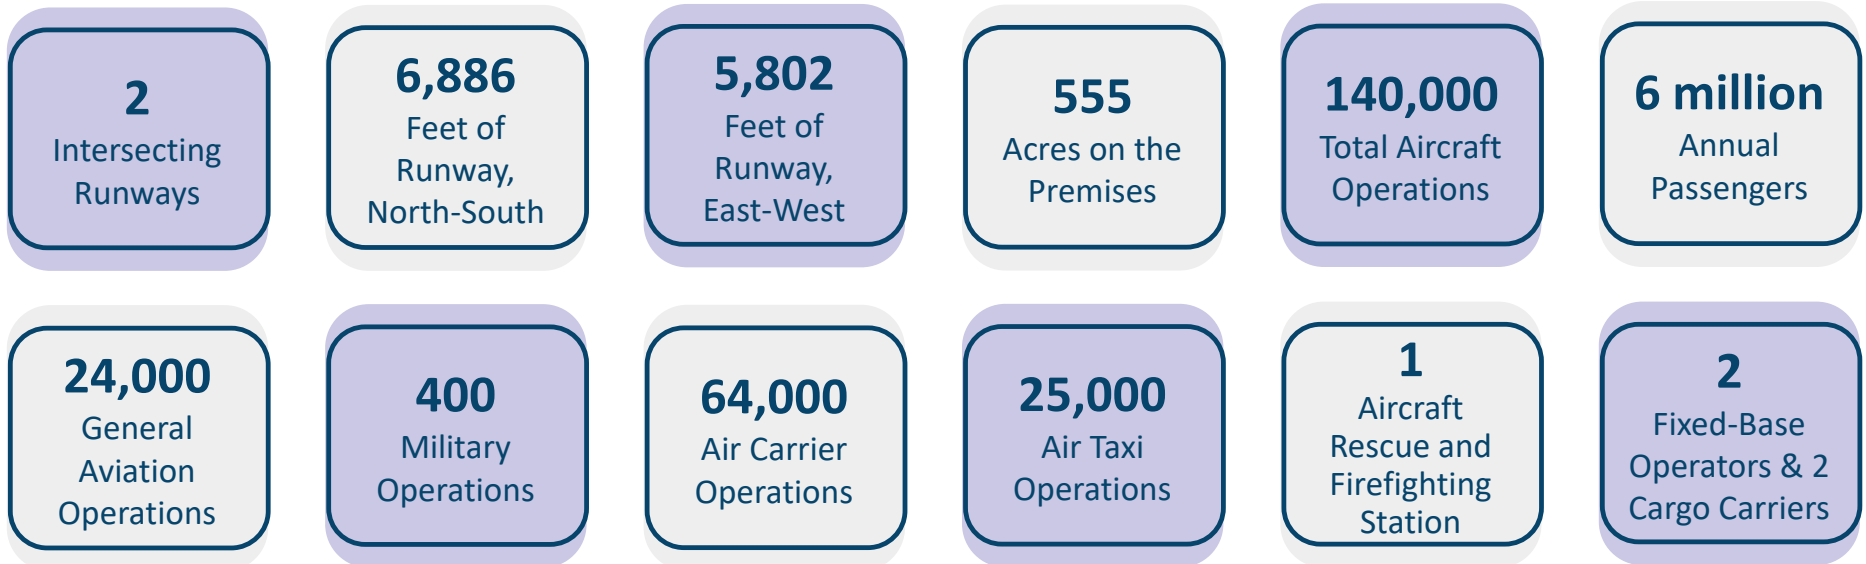 2
Intersecting
Runways
6,886
Feet of
Runway,
North-South
5,802
Feet of
Runway,
East-West
555
Acres on the
Premises
140,000
Total Aircraft
Operations
6 million
Annual
Passengers
24,000
General
Aviation
Operations
400
Military
Operations
64,000
Air Carrier
Operations
25,000
Air Taxi
Operations
1
Aircraft
Rescue and
Firefighting
Station
2
Fixed-Base
Operators & 2
Cargo Carriers